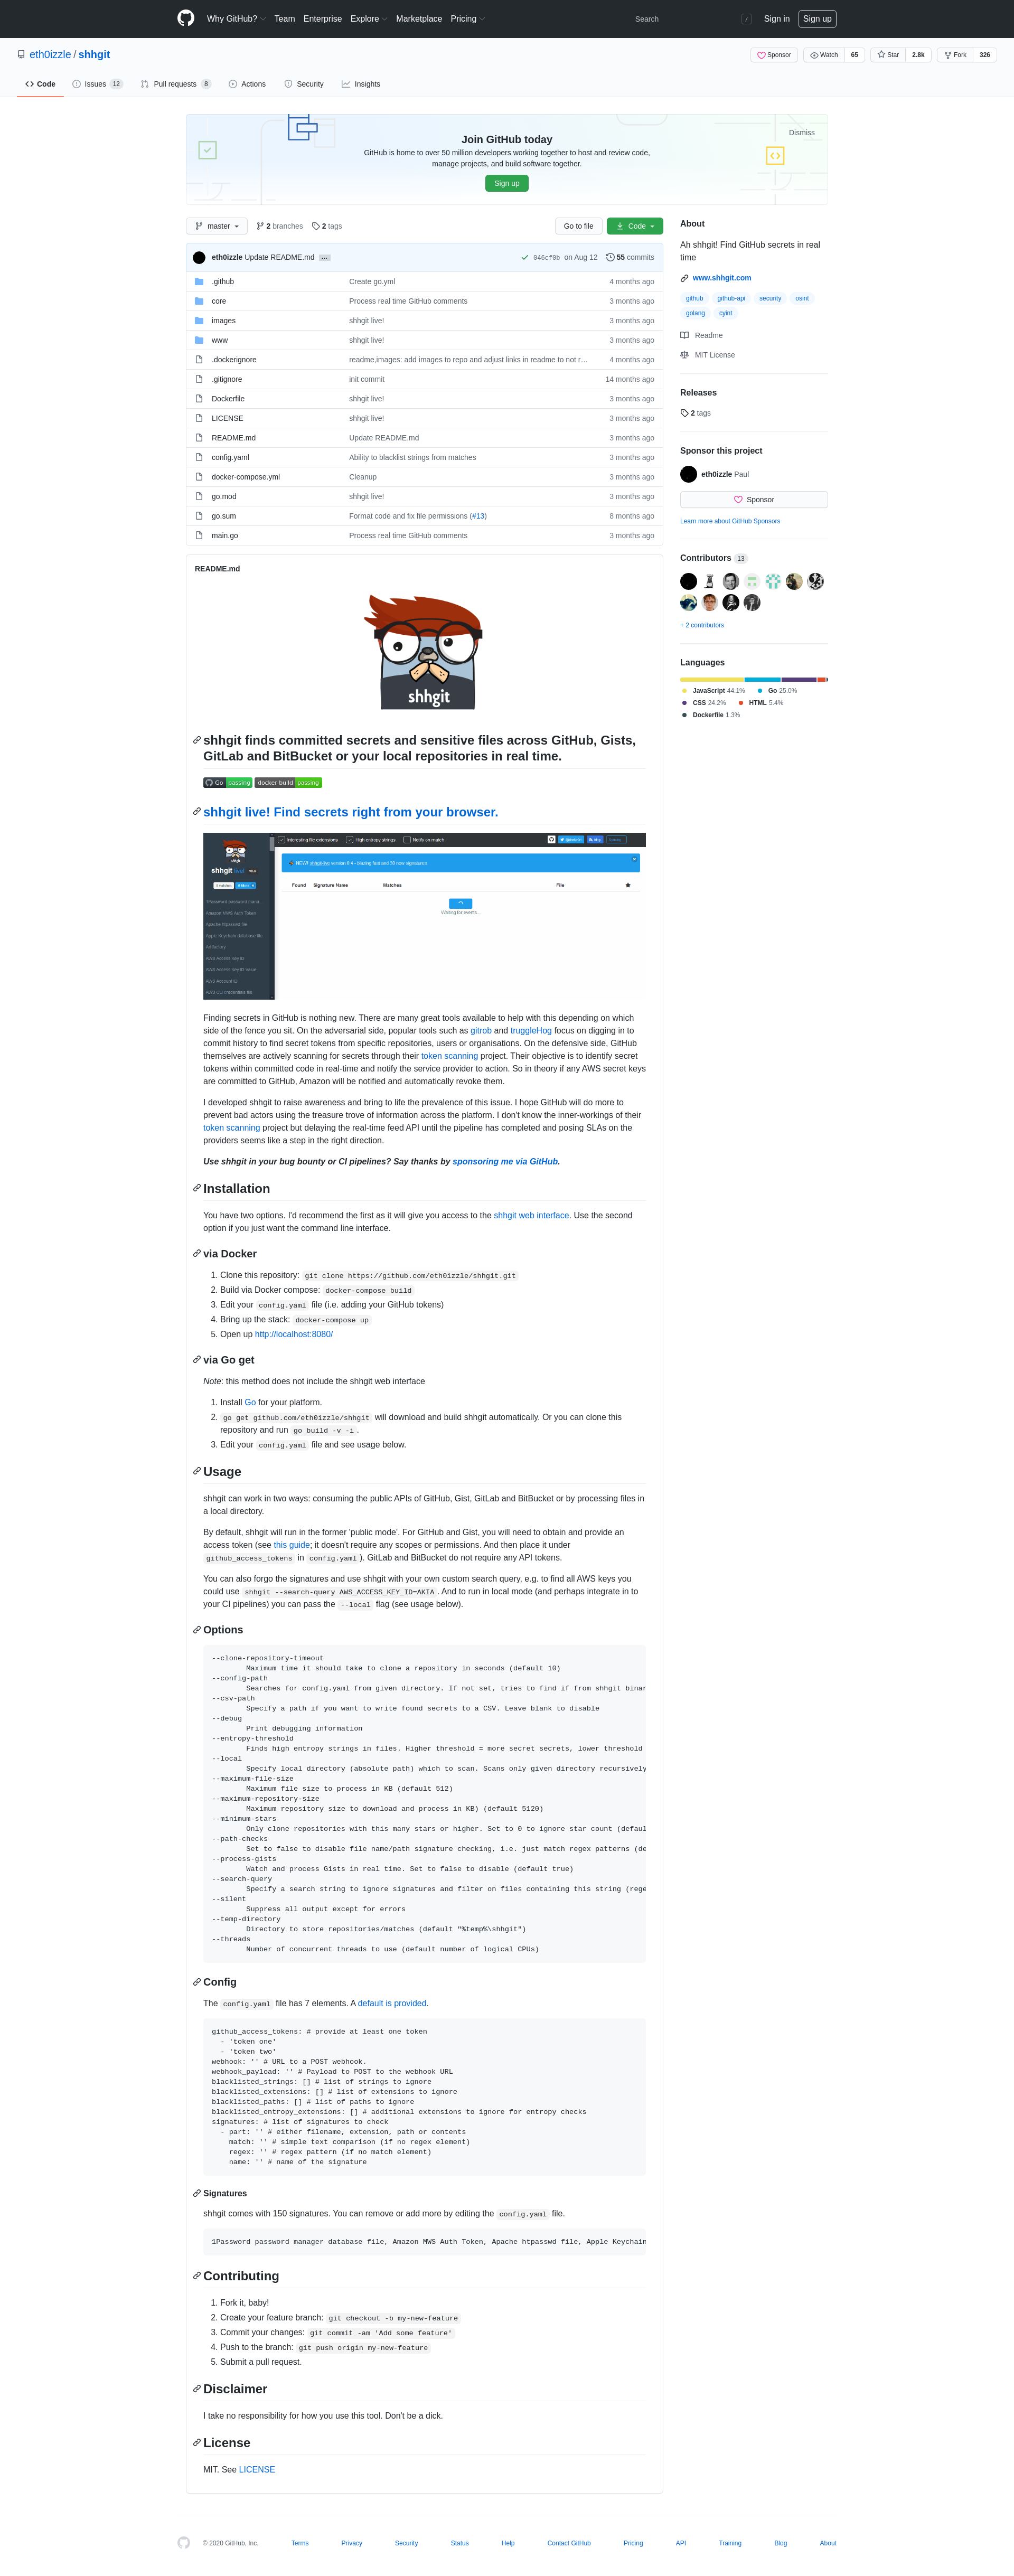 Why GitHub? Team Enterprise Explore Marketplace Pricing Search / Sign in Sign up
eth0izzle / shhgit
Sponsor Watch 65 Star 2.8k Fork 326
Code Issues 12 Pull requests 8 Actions Security Insights
Join GitHub today
Dismiss
GitHub is home to over 50 million developers working together to host and review code,
manage projects, and build software together.
Sign up
master 2 branches 2 tags Go to file Code
eth0izzle Update README.md ... 046cf0b on Aug 12 55 commits
.github Create go.yml 4 months ago
core Process real time GitHub comments 3 months ago
images shhgit live! 3 months ago
www shhgit live! 3 months ago
.dockerignore readme,images: add images to repo and adjust links in readme to not r... 4 months ago
.gitignore init commit 14 months ago
Dockerfile shhgit live! 3 months ago
LICENSE shhgit live! 3 months ago
README.md Update README.md 3 months ago
config.yaml Ability to blacklist strings from matches 3 months ago
docker-compose.yml Cleanup 3 months ago
go.mod shhgit live! 3 months ago
go.sum Format code and fix file permissions (#13) 8 months ago
main.go Process real time GitHub comments 3 months ago
About
Ah shhgit! Find GitHub secrets in real
time
www.shhgit.com
github github-api security osint
golang cyint
Readme
MIT License
Releases
2 tags
Sponsor this project
eth0izzle Paul
Sponsor
Learn more about GitHub Sponsors
Contributors 13
+ 2 contributors
Languages
JavaScript 44.1% Go 25.0%
CSS 24.2% HTML 5.4%
Dockerfile 1.3%
README.md
shhgit
shhgit finds committed secrets and sensitive files across GitHub, Gists,
GitLab and BitBucket or your local repositories in real time.
Go passing docker build passing
shhgit live! Find secrets right from your browser.
Interesting file extensions High entropy strings Notify on match
shhgit live!
Found Signature Name Matches File
Waiting for events...
Amazon MWS Auth Token
Apache htpasswd file
Artifactory
AWS Access Key ID
AWS Access Key ID Value
AWS Account ID
AWS CLI credentials file
Finding secrets in GitHub is nothing new. There are many great tools available to help with this depending on which
side of the fence you sit. On the adversarial side, popular tools such as gitrob and truggleHog focus on digging in to
commit history to find secret tokens from specific repositories, users or organisations. On the defensive side, GitHub
themselves are actively scanning for secrets through their token scanning project. Their objective is to identify secret
tokens within committed code in real-time and notify the service provider to action. So in theory if any AWS secret keys
are committed to GitHub, Amazon will be notified and automatically revoke them.
I developed shhgit to raise awareness and bring to life the prevalence of this issue. I hope GitHub will do more to
prevent bad actors using the treasure trove of information across the platform. I don't know the inner-workings of their
token scanning project but delaying the real-time feed API until the pipeline has completed and posing SLAs on the
providers seems like a step in the right direction.
Use shhgit in your bug bounty or CI pipelines? Say thanks by sponsoring me via GitHub.
Installation
You have two options. I'd recommend the first as it will give you access to the shhgit web interface. Use the second
option if you just want the command line interface.
via Docker
1. Clone this repository: git clone https://github.com/eth0izzle/shhgit.git
2. Build via Docker compose: docker-compose build
3. Edit your config.yaml file (i.e. adding your GitHub tokens)
4. Bring up the stack: docker-compose up
5. Open up http://localhost:8080/
via Go get
Note: this method does not include the shhgit web interface
1. Install Go for your platform.
2. go get github.com/eth0izzle/shhgit will download and build shhgit automatically. Or you can clone this
repository and run go build -v -i .
3. Edit your config.yaml file and see usage below.
Usage
shhgit can work in two ways: consuming the public APIs of GitHub, Gist, GitLab and BitBucket or by processing files in
a local directory.
By default, shhgit will run in the former 'public mode'. For GitHub and Gist, you will need to obtain and provide an
access token (see this guide; it doesn't require any scopes or permissions. And then place it under
github_access_tokens in config.yaml ). GitLab and BitBucket do not require any API tokens.
You can also forgo the signatures and use shhgit with your own custom search query, e.g. to find all AWS keys you
could use shhgit --search-query AWS_ACCESS_KEY_ID=AKIA . And to run in local mode (and perhaps integrate in to
your CI pipelines) you can pass the --local flag (see usage below).
Options
--clone-repository-timeout
Maximum time it should take to clone a repository in seconds (default 10)
--config-path
Searches for config.yaml from given directory. If not set, tries to find if from shhgit binar
--csv-path
Specify a path if you want to write found secrets to a CSV. Leave blank to disable
--debug
Print debugging information
--entropy-threshold
Finds high entropy strings in files. Higher threshold = more secret secrets, lower threshold
--local
Specify local directory (absolute path) which to scan. Scans only given directory recursively
--maximum-file-size
Maximum file size to process in KB (default 512)
--maximum-repository-size
Maximum repository size to download and process in KB) (default 5120)
--minimum-stars
Only clone repositories with this many stars or higher. Set to 0 to ignore star count (defaul
--path-checks
Set to false to disable file name/path signature checking, i.e. just match regex patterns (de
--process-gists
Watch and process Gists in real time. Set to false to disable (default true)
--search-query
Specify a search string to ignore signatures and filter on files containing this string (rege
--silent
Suppress all output except for errors
--temp-directory
Directory to store repositories/matches (default "%temp%\shhgit")
--threads
Number of concurrent threads to use (default number of logical CPUs)
Config
The config.yaml file has 7 elements. A default is provided.
github_access_tokens: # provide at least one token
- 'token one'
- 'token two'
webhook: '' # URL to a POST webhook.
webhook_payload: '' # Payload to POST to the webhook URL
blacklisted_strings: [] # list of strings to ignore
blacklisted_extensions: [] # list of extensions to ignore
blacklisted_paths: [] # list of paths to ignore
blacklisted_entropy_extensions: [] # additional extensions to ignore for entropy checks
signatures: # list of signatures to check
- part: '' # either filename, extension, path or contents
match: '' # simple text comparison (if no regex element)
regex: '' # regex pattern (if no match element)
name: '' # name of the signature
Signatures
shhgit comes with 150 signatures. You can remove or add more by editing the config.yaml file.
1Password password manager database file, Amazon MWS Auth Token, Apache htpasswd file, Apple Keychain
Contributing
1. Fork it, baby!
2. Create your feature branch: git checkout -b my-new-feature
3. Commit your changes: git commit -am 'Add some feature'
4. Push to the branch: git push origin my-new-feature
5. Submit a pull request.
Disclaimer
I take no responsibility for how you use this tool. Don't be a dick.
License
MIT. See LICENSE
© 2020 GitHub, Inc. Terms Privacy Security Status Help Contact GitHub Pricing API Training Blog About